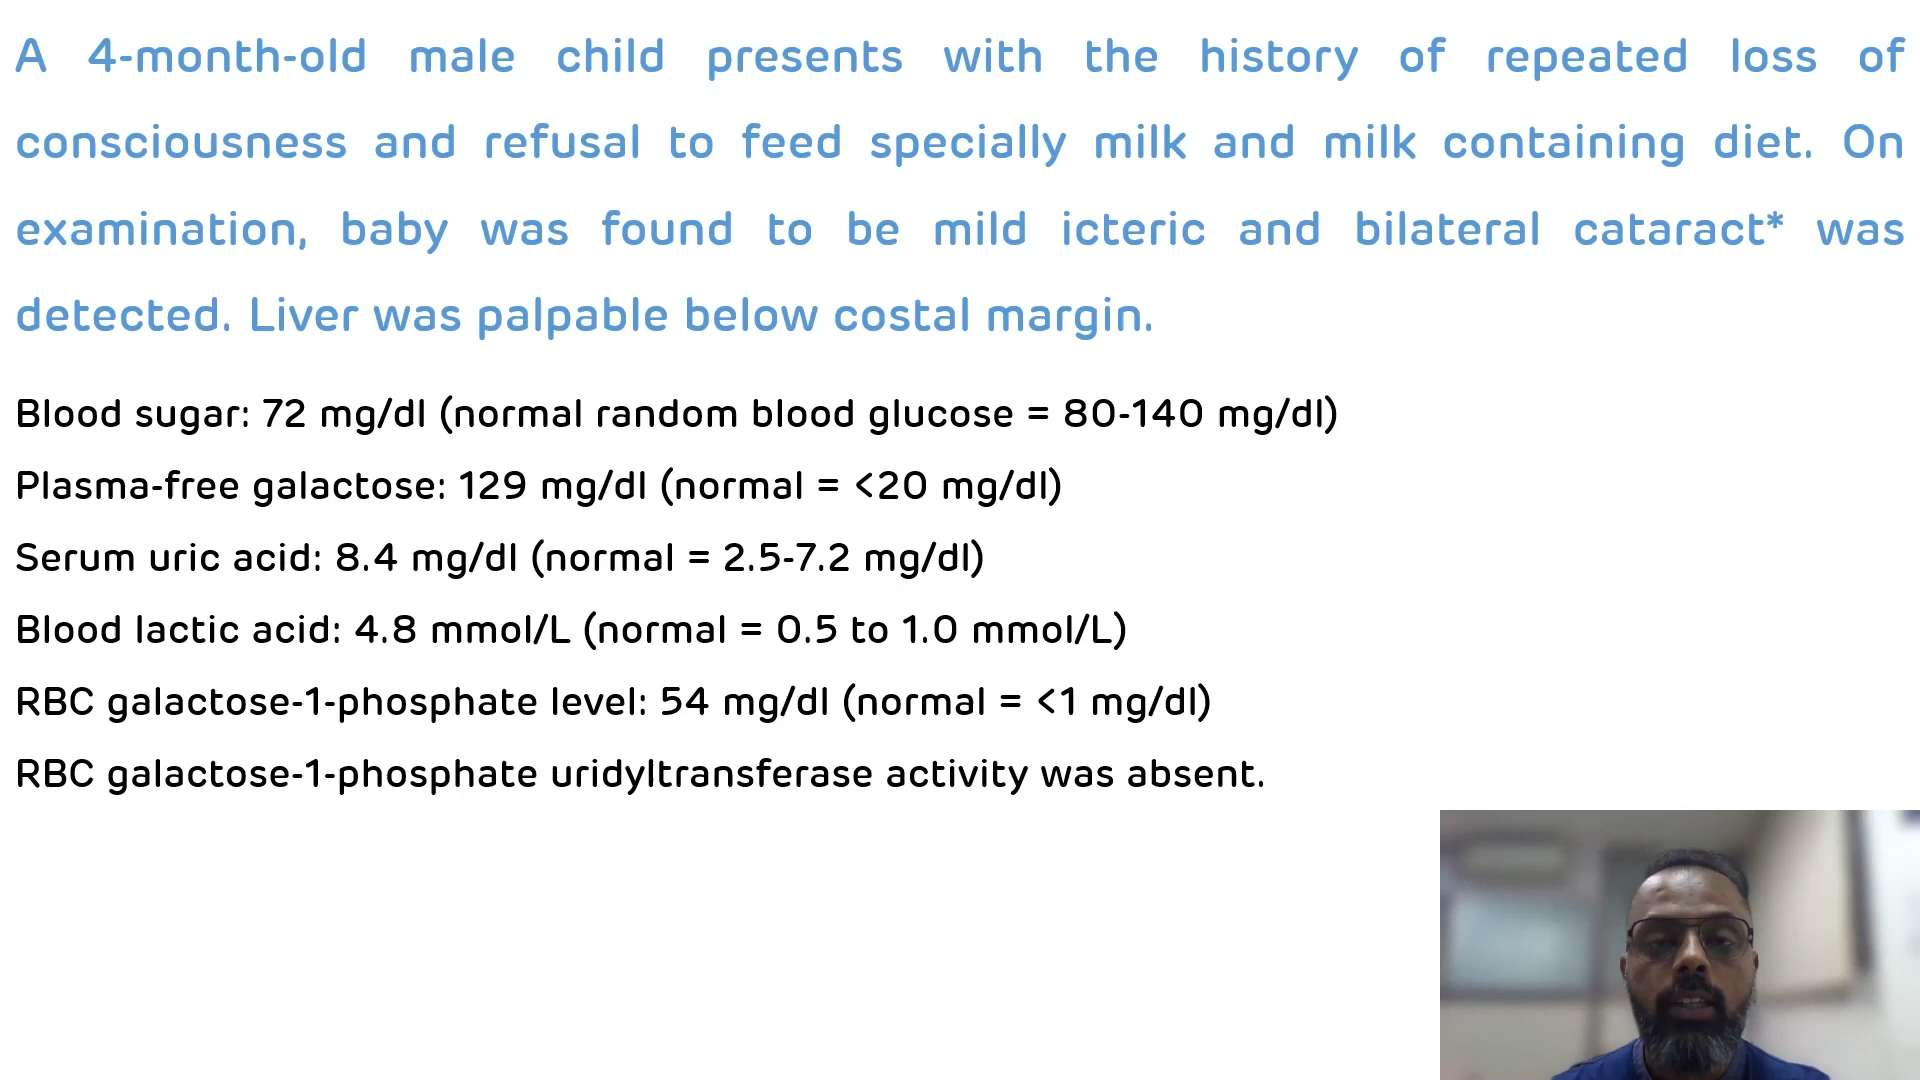 A 4-month-old male child presents with the history of repeated loss of
consciousness and refusal to feed specially milk and milk containing diet. On
examination, baby was found to be mild icteric and bilateral cataract* was
detected. Liver was palpable below costal margin.
Blood sugar: 72 mg/dl (normal random blood glucose = 80-140 mg/dl)
Plasma-free galactose: 129 mg/dl (normal = <20 mg/dl)
Serum uric acid: 8.4 mg/dl (normal = 2.5-7.2 mg/dl)
Blood lactic acid: 4.8 mmol/L (normal = 0.5 to 1.0 mmol/L)
RBC galactose-1-phosphate level: 54 mg/dl (normal = <1 mg/dl)
RBC galactose-1-phosphate uridyltransferase activity was absent.